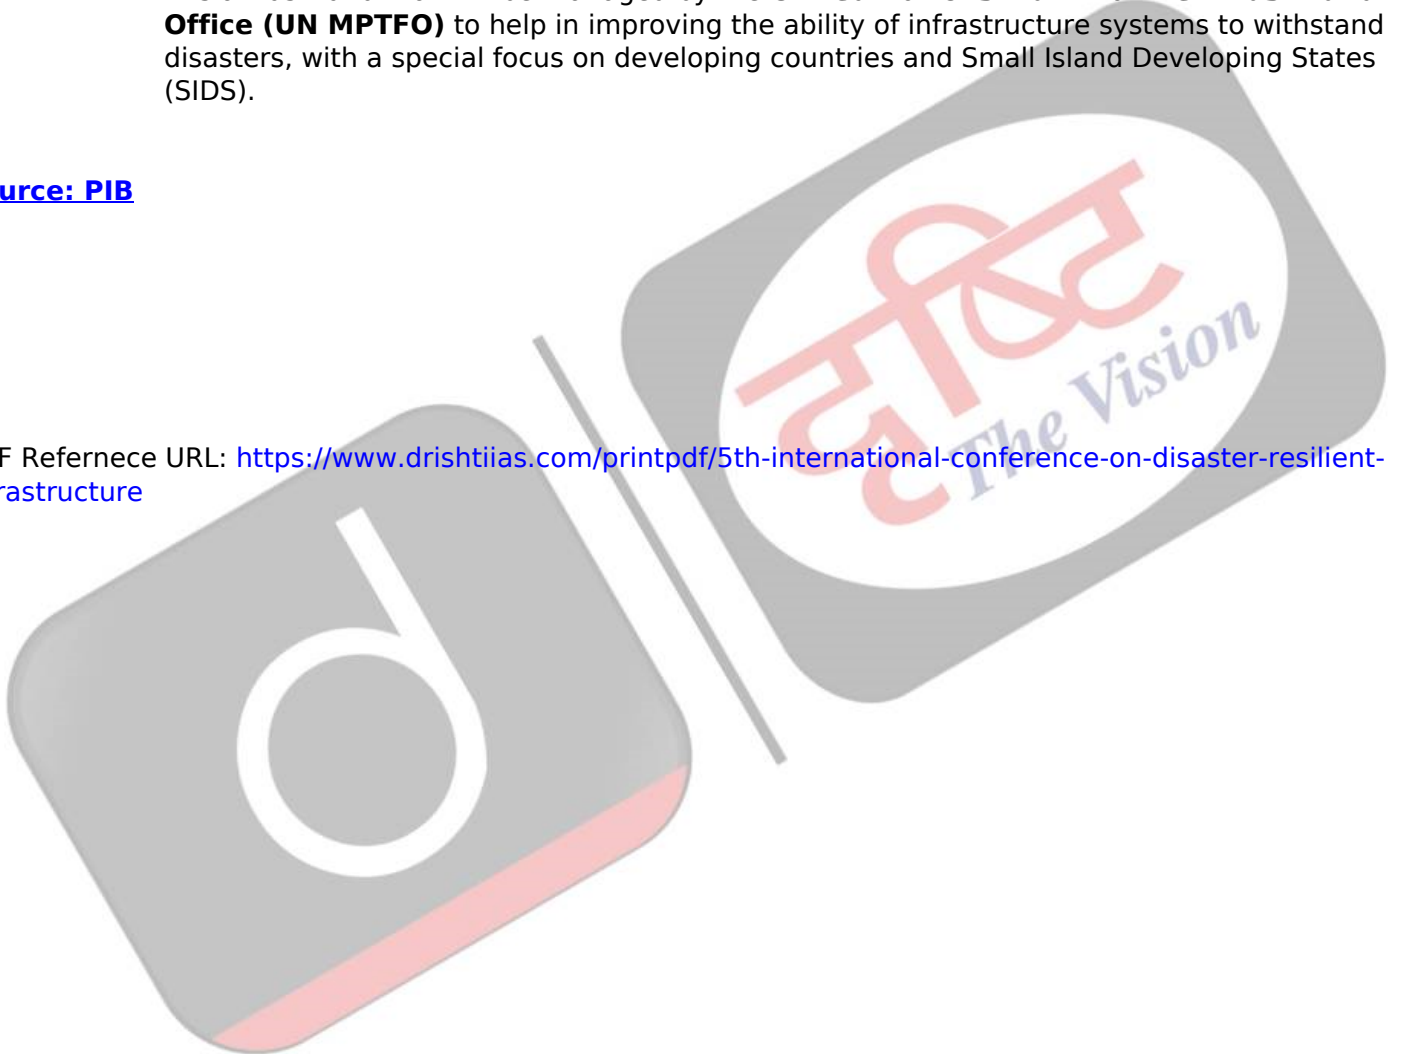 Office (UN MPTFO) to help in improving the ability of infrastructure systems to withstand
disasters, with a special focus on developing countries and Small Island Developing States
(SIDS).
urce: PIB
दृष्टि
The Vision
F Refernece URL: https://www.drishtiias.com/printpdf/5th-international-conference-on-disaster-resilient-
rastructure
d